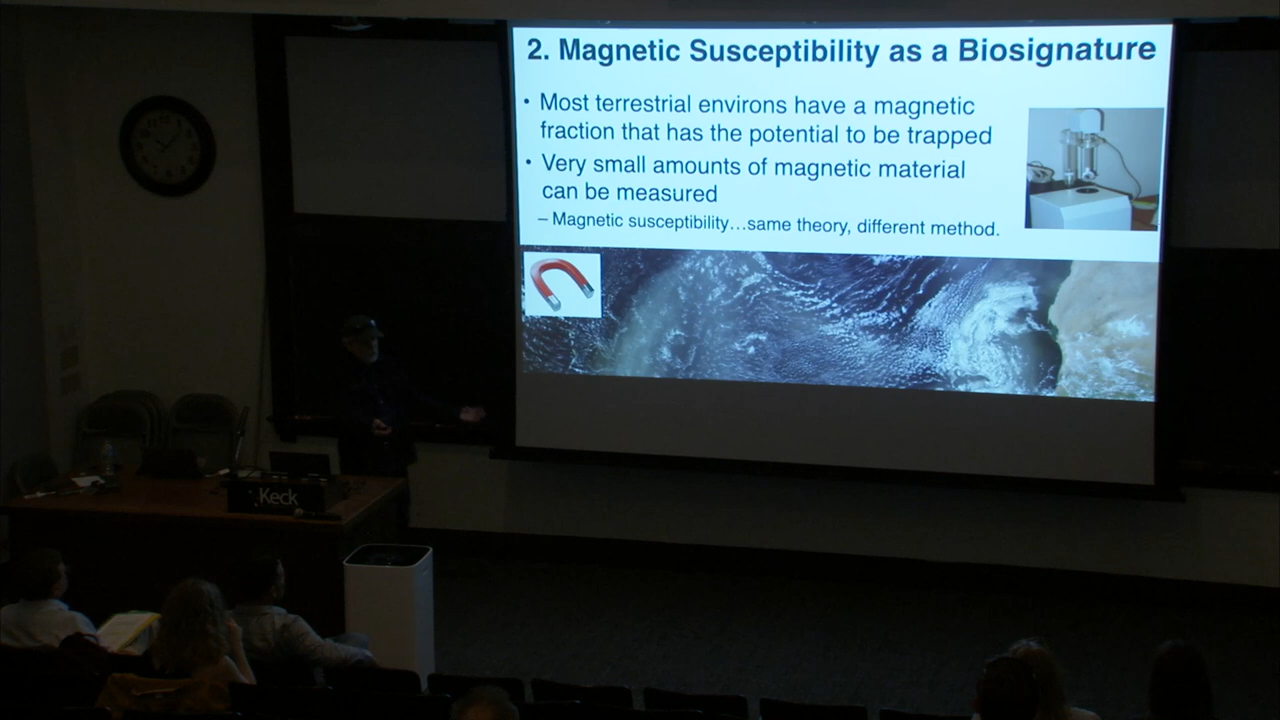 2. Magnetic Susceptibility as a Biosignature
• Most terrestrial environs have a magnetic
fraction that has the potential to be trapped
• Very small amounts of magnetic material
can be measured
– Magnetic susceptibility…same theory, different method.
Keck